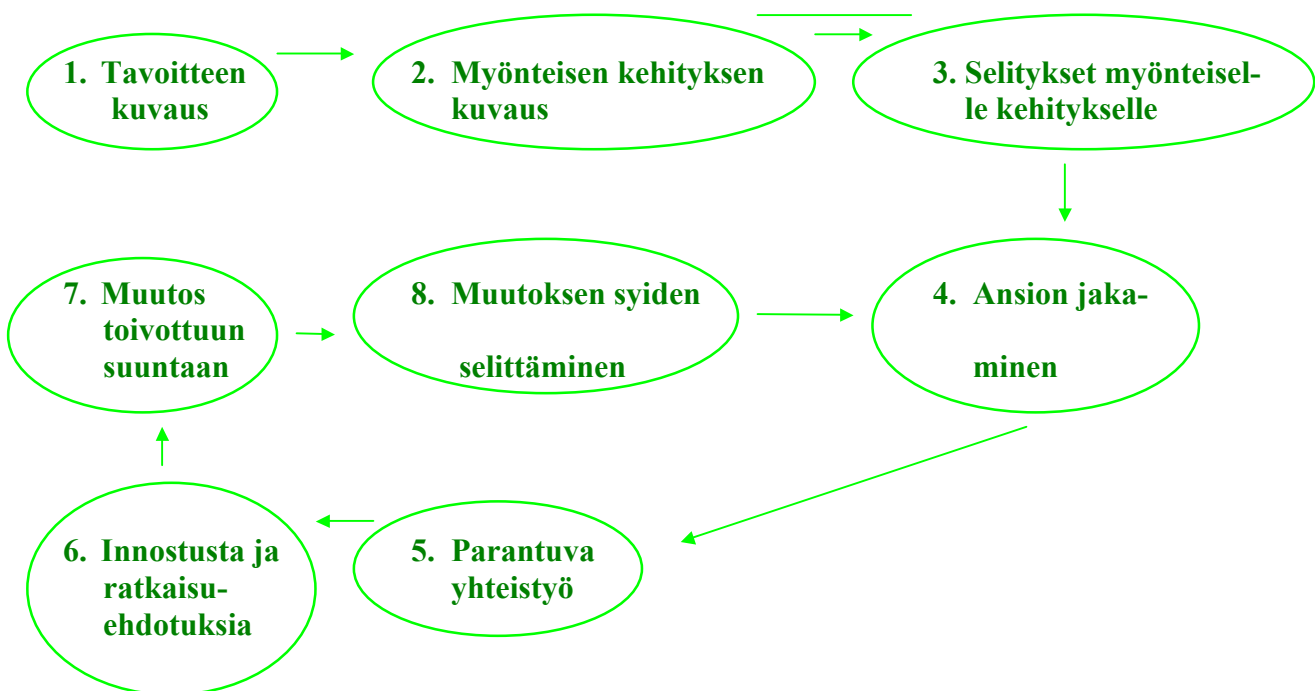 1. Tavoitteen
kuvaus
2. Myönteisen kehityksen
kuvaus
3. Selitykset myönteisel-
le kehitykselle
7. Muutos
toivottuun
suuntaan
8. Muutoksen syiden
selittäminen
4. Ansion jaka-
minen
6. Innostusta ja
ratkaisu-
ehdotuksia
5. Parantuva
yhteistyö